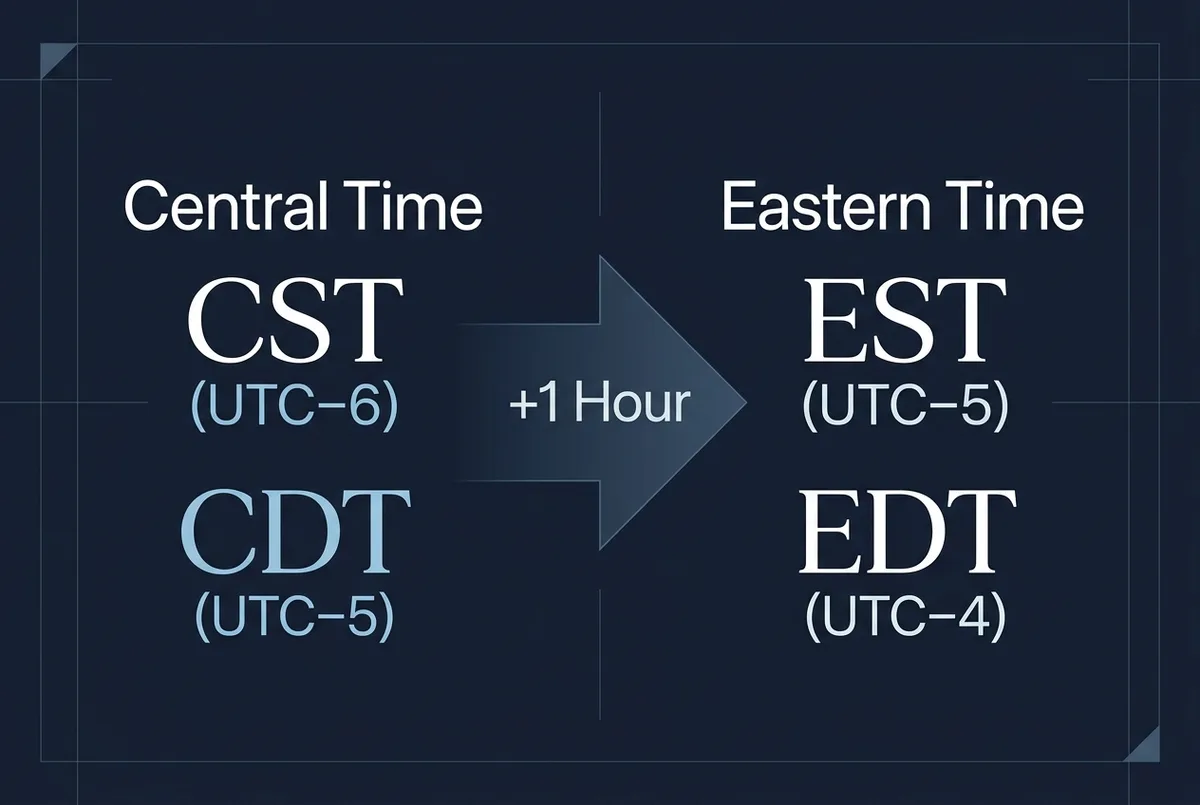 Central Time
CST
(UTC−6)
CDT
(UTC−5)
+1 Hour
Eastern Time
EST
(UTC−5)
EDT
(UTC−4)